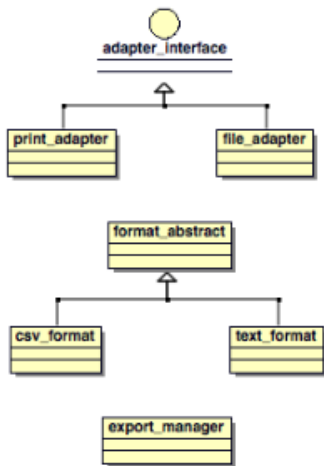 adapter_interface
print_adapter
file_adapter
format_abstract
csv_format
text_format
export_manager